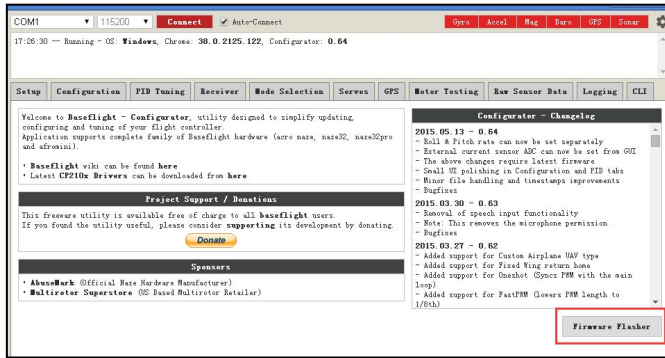 COM1 115200 Connect Auto-Connect Gyro Accel Mag Baro GPS Sonar
17:26:30 -- Running - OS: Windows, Chrome: 38.0.2125.122, Configurator: 0.64
Setup Configuration PID Tuning Receiver Mode Selection Servos GPS Motor Testing Raw Sensor Data Logging CLI
Welcome to Baseflight - Configurator, utility designed to simplify updating,
configuring and tuning of your flight controller.
Application supports complete family of Baseflight hardware (acro naze, naze32, naze32pro
and afromini).
· Baseflight wiki can be found here
· Latest CP210x Drivers can be downloaded from here
Project Support / Donations
This freeware utility is available free of charge to all baseflight users.
If you found the utility useful, please consider supporting its development by donating.
Donate
Sponsors
· AbuseMark (Official Naze Hardware Manufacturer)
· Multirotor Superstore (US Based Multirotor Retailer)
Configurator - Changelog
2015.05.13 - 0.64
- Roll & Pitch rate can now be set separately
- External current sensor ADC can now be set from GUI
- The above changes require latest firmware
- Small UI polishing in Configuration and PID tabs
- Minor file handling and timestamps improvements
- Bugfixes
2015.03.30 - 0.63
- Removal of speech input functionality
- Note: This removes the microphone permission
- Bugfixes
2015.03.27 - 0.62
- Added support for Custom Airplane UAV type
- Added support for Fixed Wing return home
- Added support for Oneshot (Syncs PWM with the main
loop)
- Added support for FastPWM (Lowers PWM length to
1/8th)
Firmware Flasher